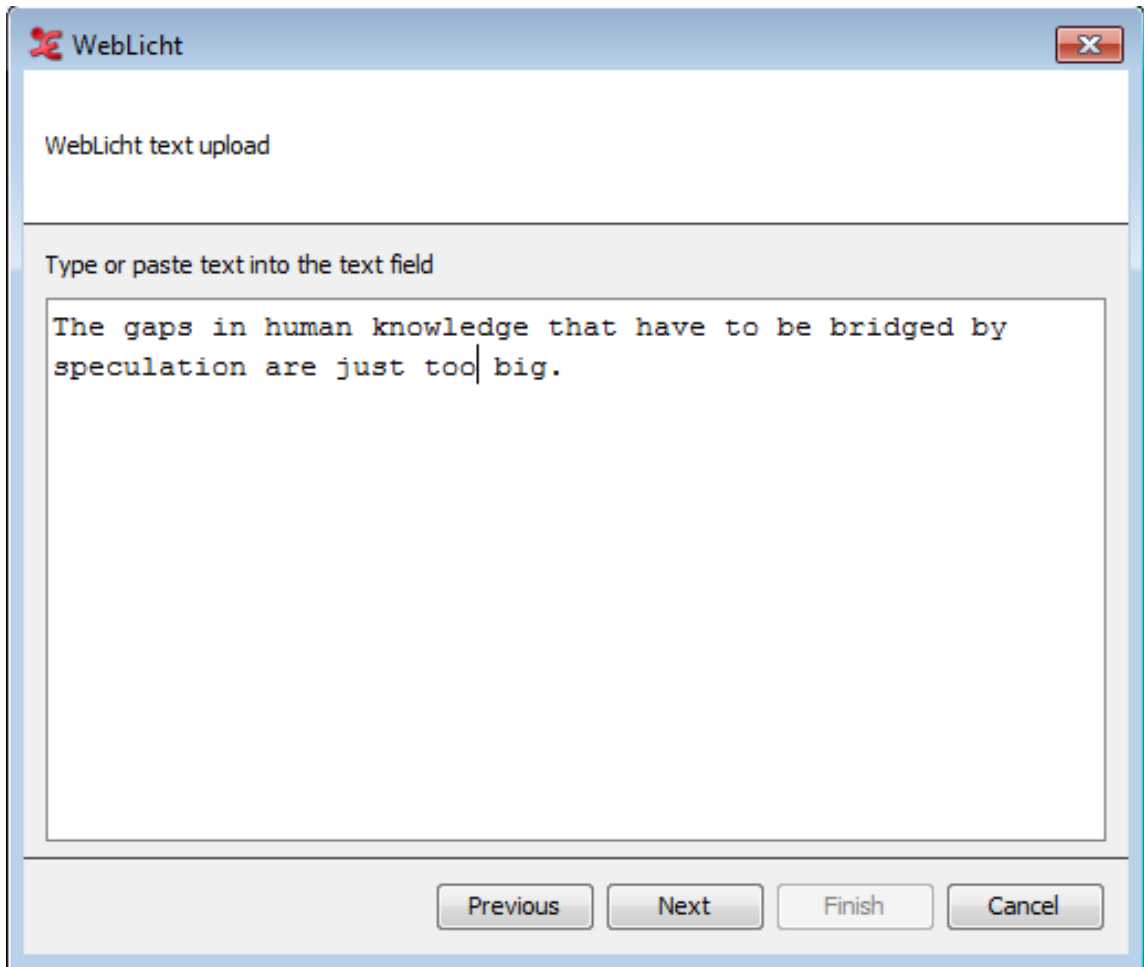 WebLicht
WebLicht text upload
Type or paste text into the text field
The gaps in human knowledge that have to be bridged by
speculation are just too big.
Previous Next Finish Cancel